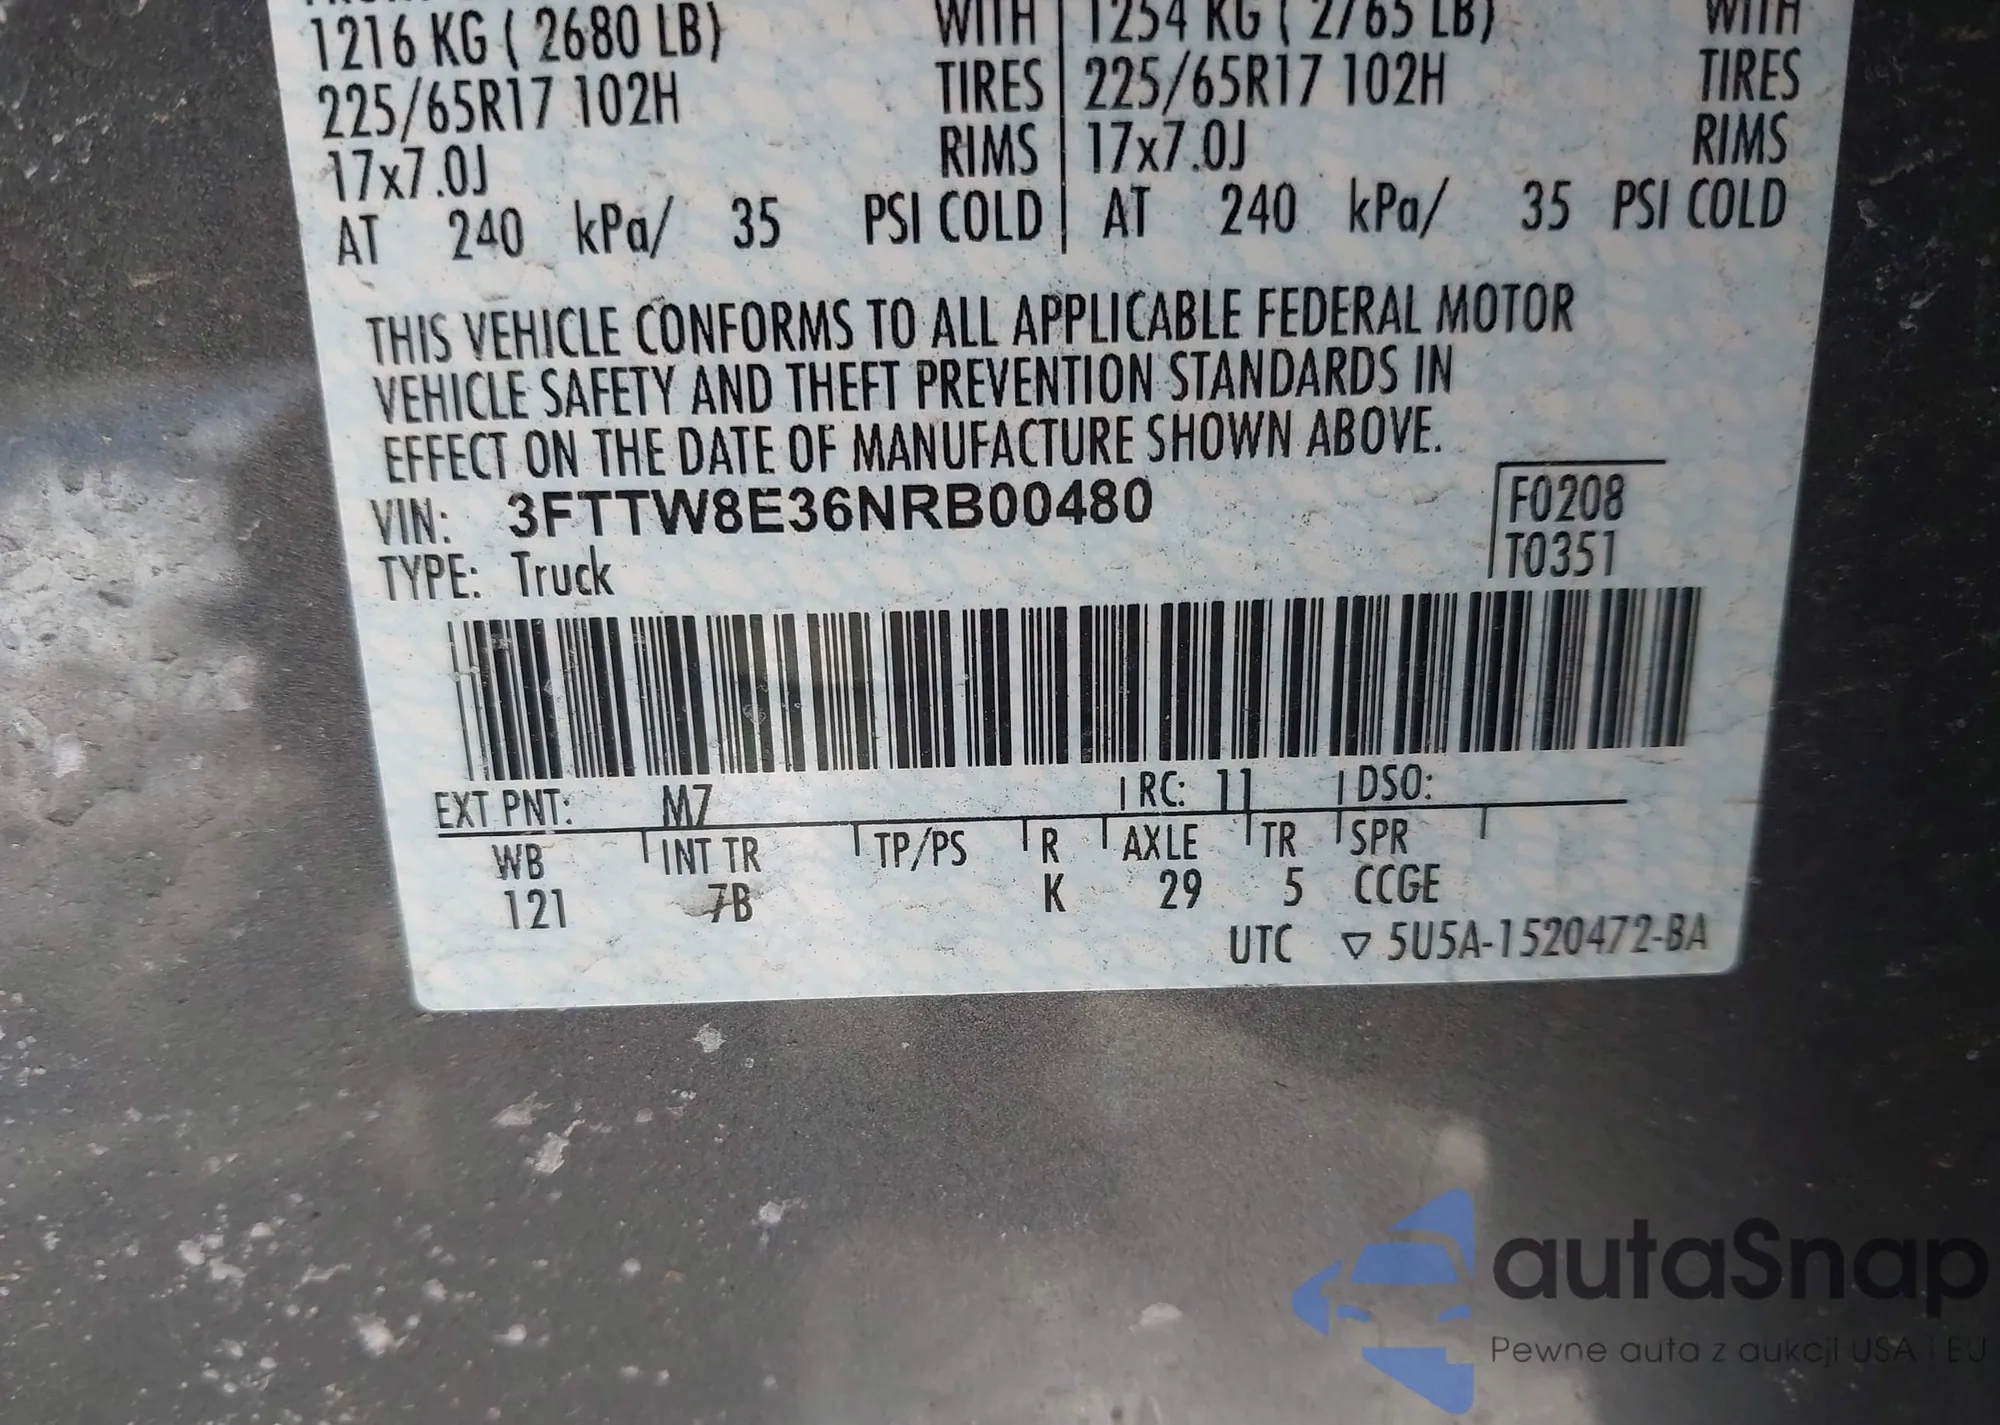 1216 KG ( 2680 LB) WITH 1254 KG ( 2765 LB) WITH
225/65R17 102H TIRES 225/65R17 102H TIRES
17x7.0J RIMS 17x7.0J RIMS
AT 240 kPa/ 35 PSI COLD AT 240 kPa/ 35 PSI COLD
THIS VEHICLE CONFORMS TO ALL APPLICABLE FEDERAL MOTOR
VEHICLE SAFETY AND THEFT PREVENTION STANDARDS IN
EFFECT ON THE DATE OF MANUFACTURE SHOWN ABOVE.
VIN: 3FTTW8E36NRB00480 F0208
TYPE: Truck T0351
EXT PNT: M7 RC: 11 DSO:
WB INT TR TP/PS R AXLE TR SPR
121 7B K 29 5 CCGE
UTC ▽ 5U5A-1520472-BA
autaSnap
Pewne auta z aukcji USA i EU